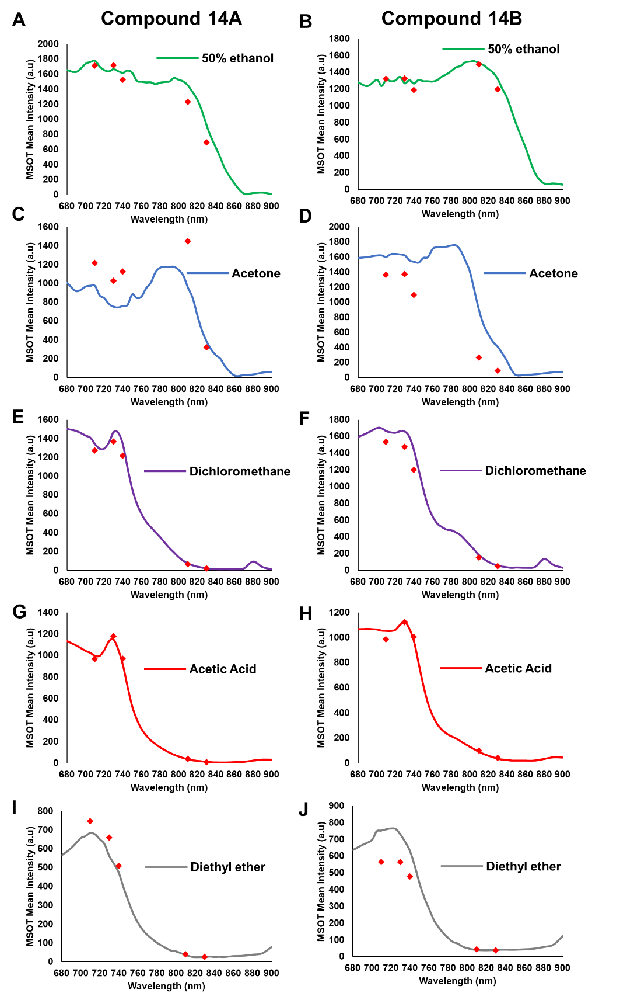 A
Compound 14A
B
Compound 14B
MSOT Mean Intensity (a.u)
2000
1800
1600
1400
1200
1000
800
600
400
200
0
50% ethanol
680 700 720 740 760 780 800 820 840 860 880 900
Wavelength (nm)
MSOT Mean Intensity (a.u)
1800
1600
1400
1200
1000
800
600
400
200
0
50% ethanol
680 700 720 740 760 780 800 820 840 860 880 900
Wavelength (nm)
C
MSOT Mean Intensity (a.u)
1600
1400
1200
1000
800
600
400
200
0
Acetone
680 700 720 740 760 780 800 820 840 860 880 900
Wavelength (nm)
D
MSOT Mean Intensity (a.u)
2000
1800
1600
1400
1200
1000
800
600
400
200
0
Acetone
680 700 720 740 760 780 800 820 840 860 880 900
Wavelength (nm)
E
MSOT Mean Intensity (a.u)
1600
1400
1200
1000
800
600
400
200
0
Dichloromethane
680 700 720 740 760 780 800 820 840 860 880 900
Wavelength (nm)
F
MSOT Mean Intensity (a.u)
1800
1600
1400
1200
1000
800
600
400
200
0
Dichloromethane
680 700 720 740 760 780 800 820 840 860 880 900
Wavelength (nm)
G
MSOT Mean Intensity (a.u)
1400
1200
1000
800
600
400
200
0
Acetic Acid
680 700 720 740 760 780 800 820 840 860 880 900
Wavelength (nm)
H
MSOT Mean Intensity (a.u)
1200
1000
800
600
400
200
0
Acetic Acid
680 700 720 740 760 780 800 820 840 860 880 900
Wavelength (nm)
I
MSOT Mean Intensity (a.u)
800
700
600
500
400
300
200
100
0
Diethyl ether
680 700 720 740 760 780 800 820 840 860 880 900
Wavelength (nm)
J
MSOT Mean Intensity (a.u)
900
800
700
600
500
400
300
200
100
0
Diethyl ether
680 700 720 740 760 780 800 820 840 860 880 900
Wavelength (nm)